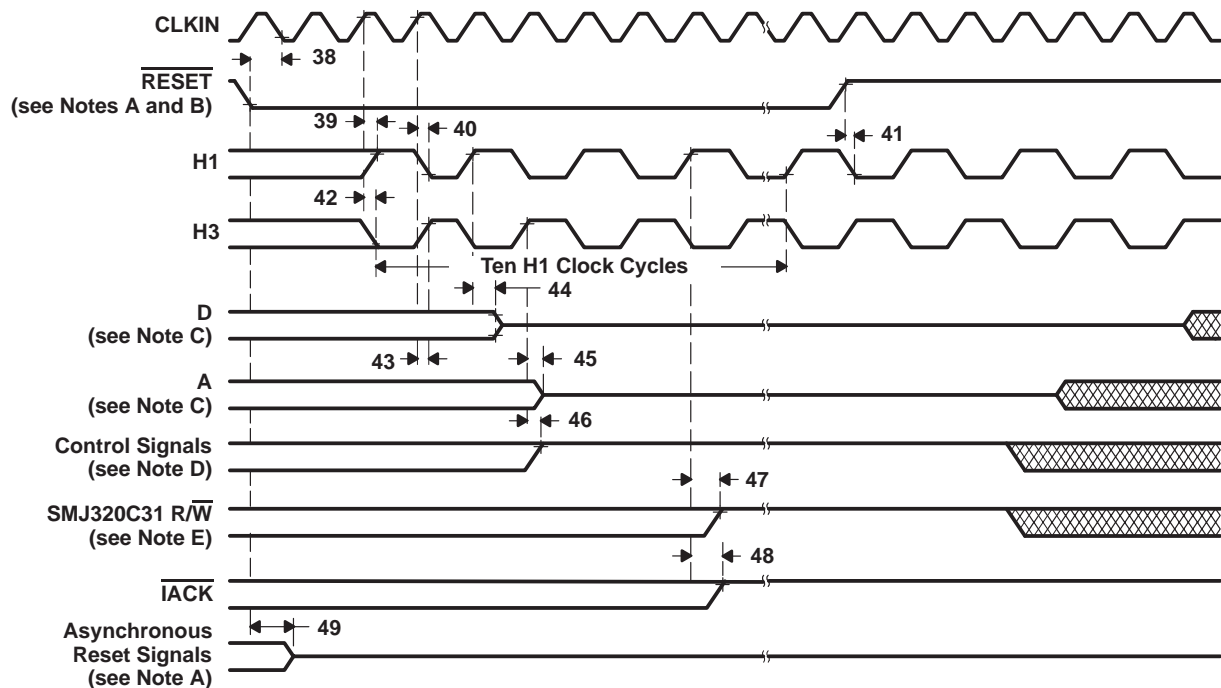 CLKIN
38
RESET
(see Notes A and B)
39
40
41
H1
42
H3
Ten H1 Clock Cycles
44
D
(see Note C)
43
45
A
(see Note C)
46
Control Signals
(see Note D)
47
SMJ320C31 R/W
(see Note E)
48
IACK
49
Asynchronous
Reset Signals
(see Note A)